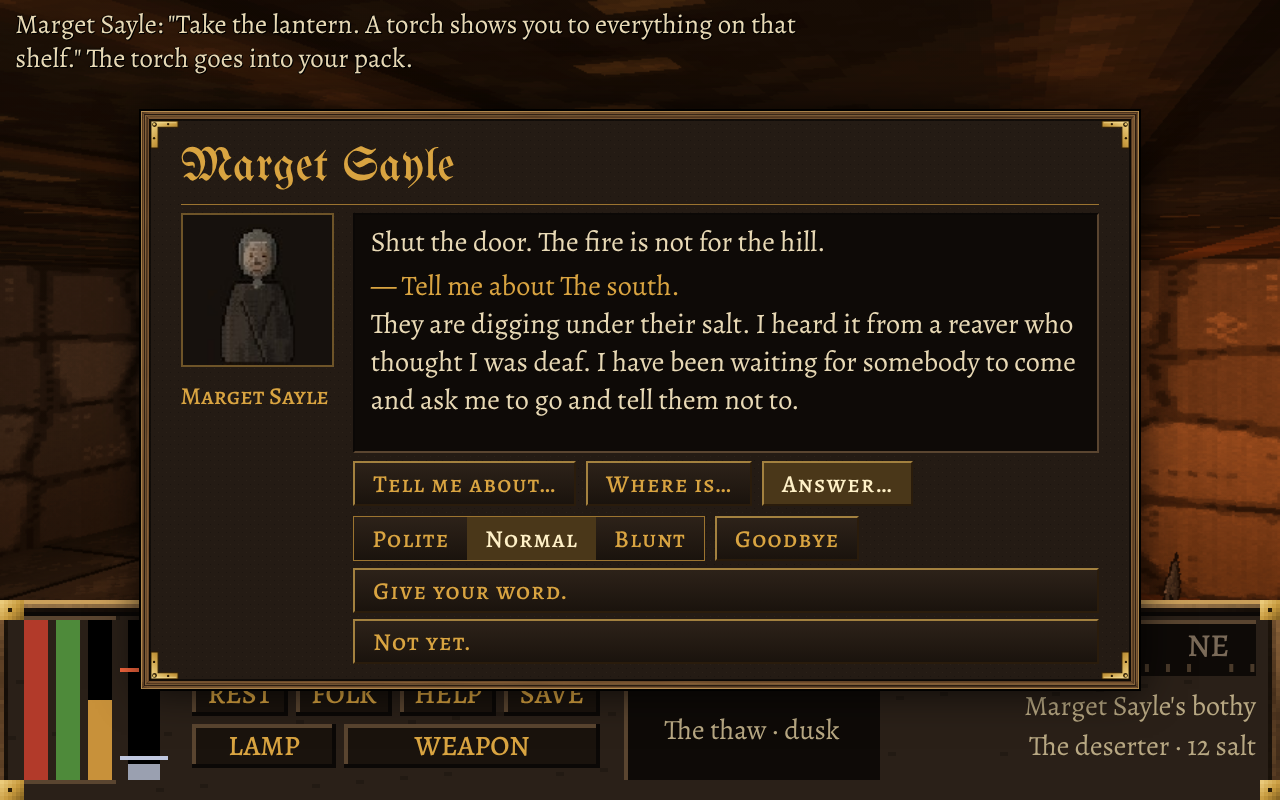 Marget Sayle: "Take the lantern. A torch shows you to everything on that
shelf." The torch goes into your pack.
Marget Sayle
Marget Sayle
Shut the door. The fire is not for the hill.
— Tell me about The south.
They are digging under their salt. I heard it from a reaver who
thought I was deaf. I have been waiting for somebody to come
and ask me to go and tell them not to.
Tell me about... Where is... Answer...
Polite Normal Blunt Goodbye
Give your word.
Not yet.
NE
REST FOLK HELP SAVE
LAMP WEAPON
The thaw · dusk
Marget Sayle's bothy
The deserter · 12 salt